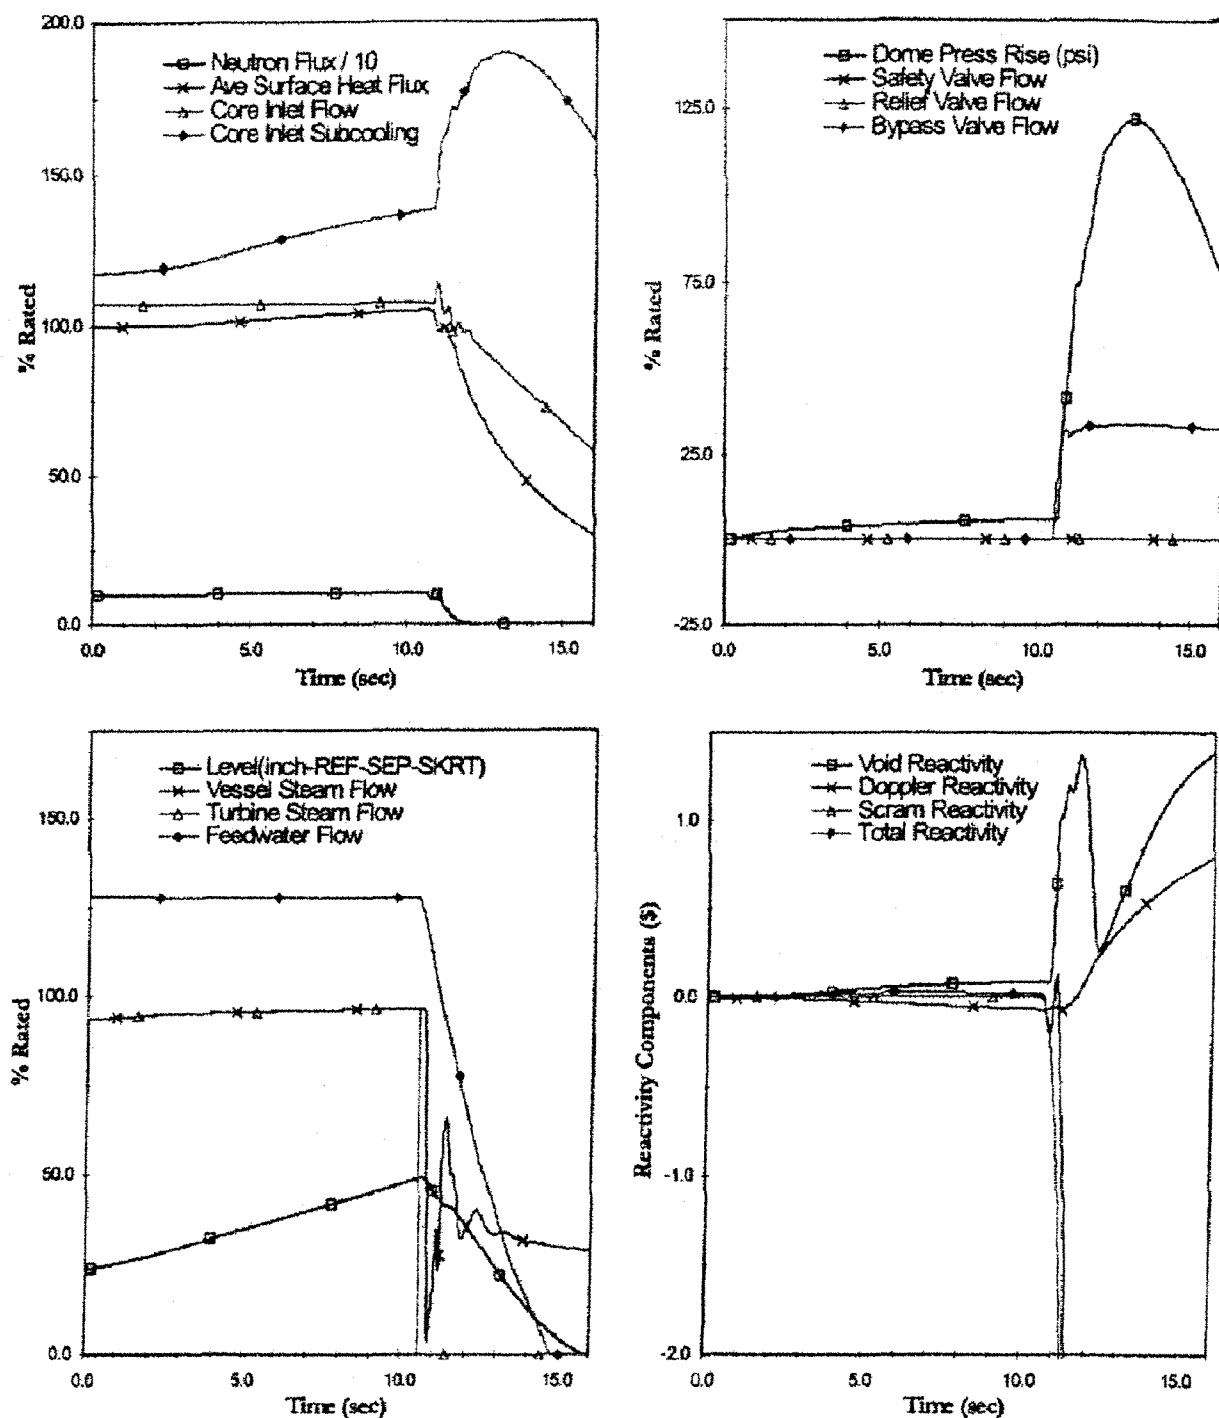 200.0
Neutron Flux / 10
Ave Surface Heat Flux
Core Inlet Flow
Core Inlet Subcooling
150.0
100.0
50.0
0.0
% Rated
0.0 5.0 10.0 15.0
Time (sec)
Dome Press Rise (psi)
Safety Valve Flow
Relief Valve Flow
Bypass Valve Flow
125.0
75.0
25.0
-25.0
% Rated
0.0 5.0 10.0 15.0
Time (sec)
Level(inch-REF-SEP-SKRT)
Vessel Steam Flow
Turbine Steam Flow
Feedwater Flow
150.0
100.0
50.0
0.0
% Rated
0.0 5.0 10.0 15.0
Time (sec)
Void Reactivity
Doppler Reactivity
Scram Reactivity
Total Reactivity
1.0
0.0
-1.0
-2.0
Reactivity Components ($)
0.0 5.0 10.0 15.0
Time (sec)